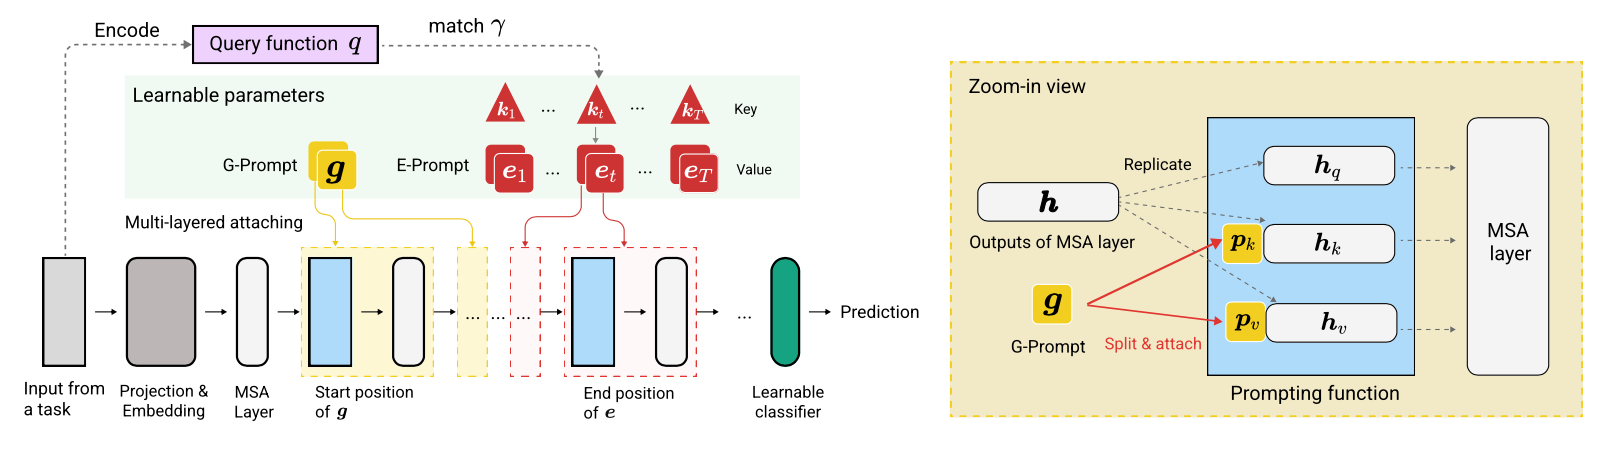 Encode
Query function q
match γ
Learnable parameters
k1 ... kt ... kT Key
G-Prompt g E-Prompt e1 ... et ... eT Value
Multi-layered attaching
... ... ... ... Prediction
Input from
a task
Projection &
Embedding
MSA
Layer
Start position
of g
End position
of e
Learnable
classifier
Zoom-in view
Replicate
h
Outputs of MSA layer
g
G-Prompt
Split & attach
hq
pk hk
pv hv
Prompting function
MSA
layer